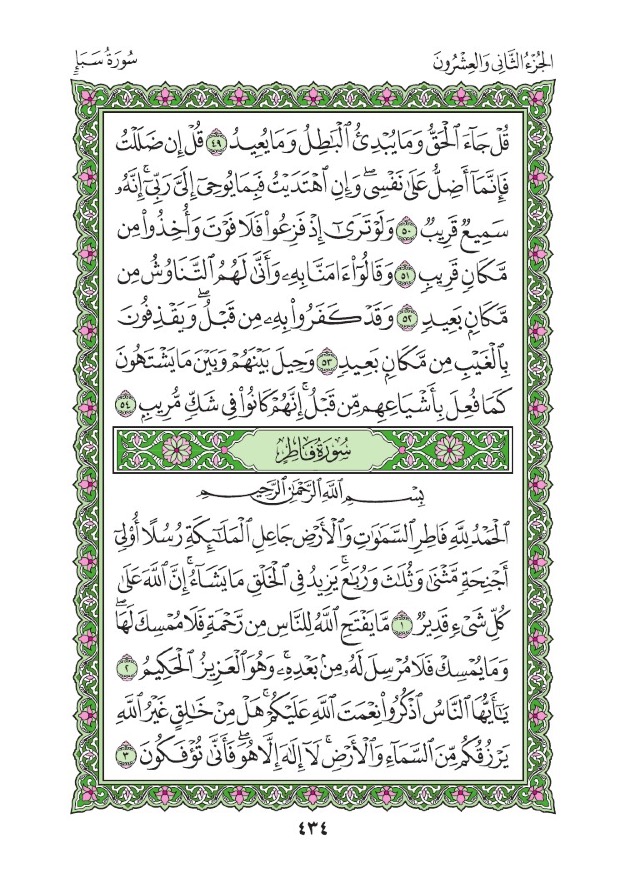 الجُزْءُ الثَّانِي وَالعِشْرُونَ
سُورَةُ سَبَإٍ
قُلْ جَآءَ ٱلْحَقُّ وَمَا يُبْدِئُ ٱلْبَٰطِلُ وَمَا يُعِيدُ ٤٩ قُلْ إِن ضَلَلْتُ
فَإِنَّمَآ أَضِلُّ عَلَىٰ نَفْسِى ۖ وَإِنِ ٱهْتَدَيْتُ فَبِمَا يُوحِىٓ إِلَىَّ رَبِّىٓ ۚ إِنَّهُۥ
سَمِيعٌ قَرِيبٌ ٥٠ وَلَوْ تَرَىٰٓ إِذْ فَزِعُوا۟ فَلَا فَوْتَ وَأُخِذُوا۟ مِن
مَّكَانٍ قَرِيبٍ ٥١ وَقَالُوٓا۟ ءَامَنَّا بِهِۦ وَأَنَّىٰ لَهُمُ ٱلتَّنَاوُشُ مِن
مَّكَانٍۭ بَعِيدٍ ٥٢ وَقَدْ كَفَرُوا۟ بِهِۦ مِن قَبْلُ ۖ وَيَقْذِفُونَ
بِٱلْغَيْبِ مِن مَّكَانٍۭ بَعِيدٍ ٥٣ وَحِيلَ بَيْنَهُمْ وَبَيْنَ مَا يَشْتَهُونَ
كَمَا فُعِلَ بِأَشْيَاعِهِم مِّن قَبْلُ ۚ إِنَّهُمْ كَانُوا۟ فِى شَكٍّ مُّرِيبٍۭ ٥٤
سُورَةُ فَاطِرٍ
بِسْمِ ٱللَّهِ ٱلرَّحْمَٰنِ ٱلرَّحِيمِ
ٱلْحَمْدُ لِلَّهِ فَاطِرِ ٱلسَّمَٰوَٰتِ وَٱلْأَرْضِ جَاعِلِ ٱلْمَلَٰٓئِكَةِ رُسُلًا أُو۟لِىٓ
أَجْنِحَةٍ مَّثْنَىٰ وَثُلَٰثَ وَرُبَٰعَ ۚ يَزِيدُ فِى ٱلْخَلْقِ مَا يَشَآءُ ۚ إِنَّ ٱللَّهَ عَلَىٰ
كُلِّ شَىْءٍ قَدِيرٌ ١ مَّا يَفْتَحِ ٱللَّهُ لِلنَّاسِ مِن رَّحْمَةٍ فَلَا مُمْسِكَ لَهَا ۖ
وَمَا يُمْسِكْ فَلَا مُرْسِلَ لَهُۥ مِنۢ بَعْدِهِۦ ۚ وَهُوَ ٱلْعَزِيزُ ٱلْحَكِيمُ ٢
يَٰٓأَيُّهَا ٱلنَّاسُ ٱذْكُرُوا۟ نِعْمَتَ ٱللَّهِ عَلَيْكُمْ ۚ هَلْ مِنْ خَٰلِقٍ غَيْرُ ٱللَّهِ
يَرْزُقُكُم مِّنَ ٱلسَّمَآءِ وَٱلْأَرْضِ ۚ لَآ إِلَٰهَ إِلَّا هُوَ ۖ فَأَنَّىٰ تُؤْفَكُونَ ٣
٤٣٤